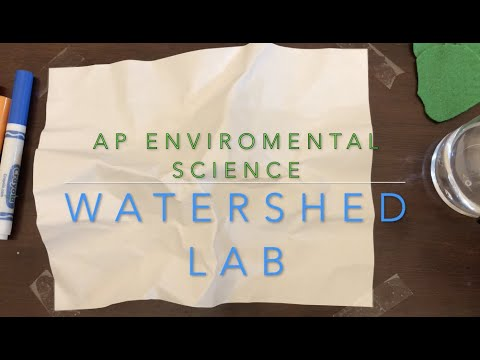 AP ENVIROMENTAL
SCIENCE
WATERSHED
LAB